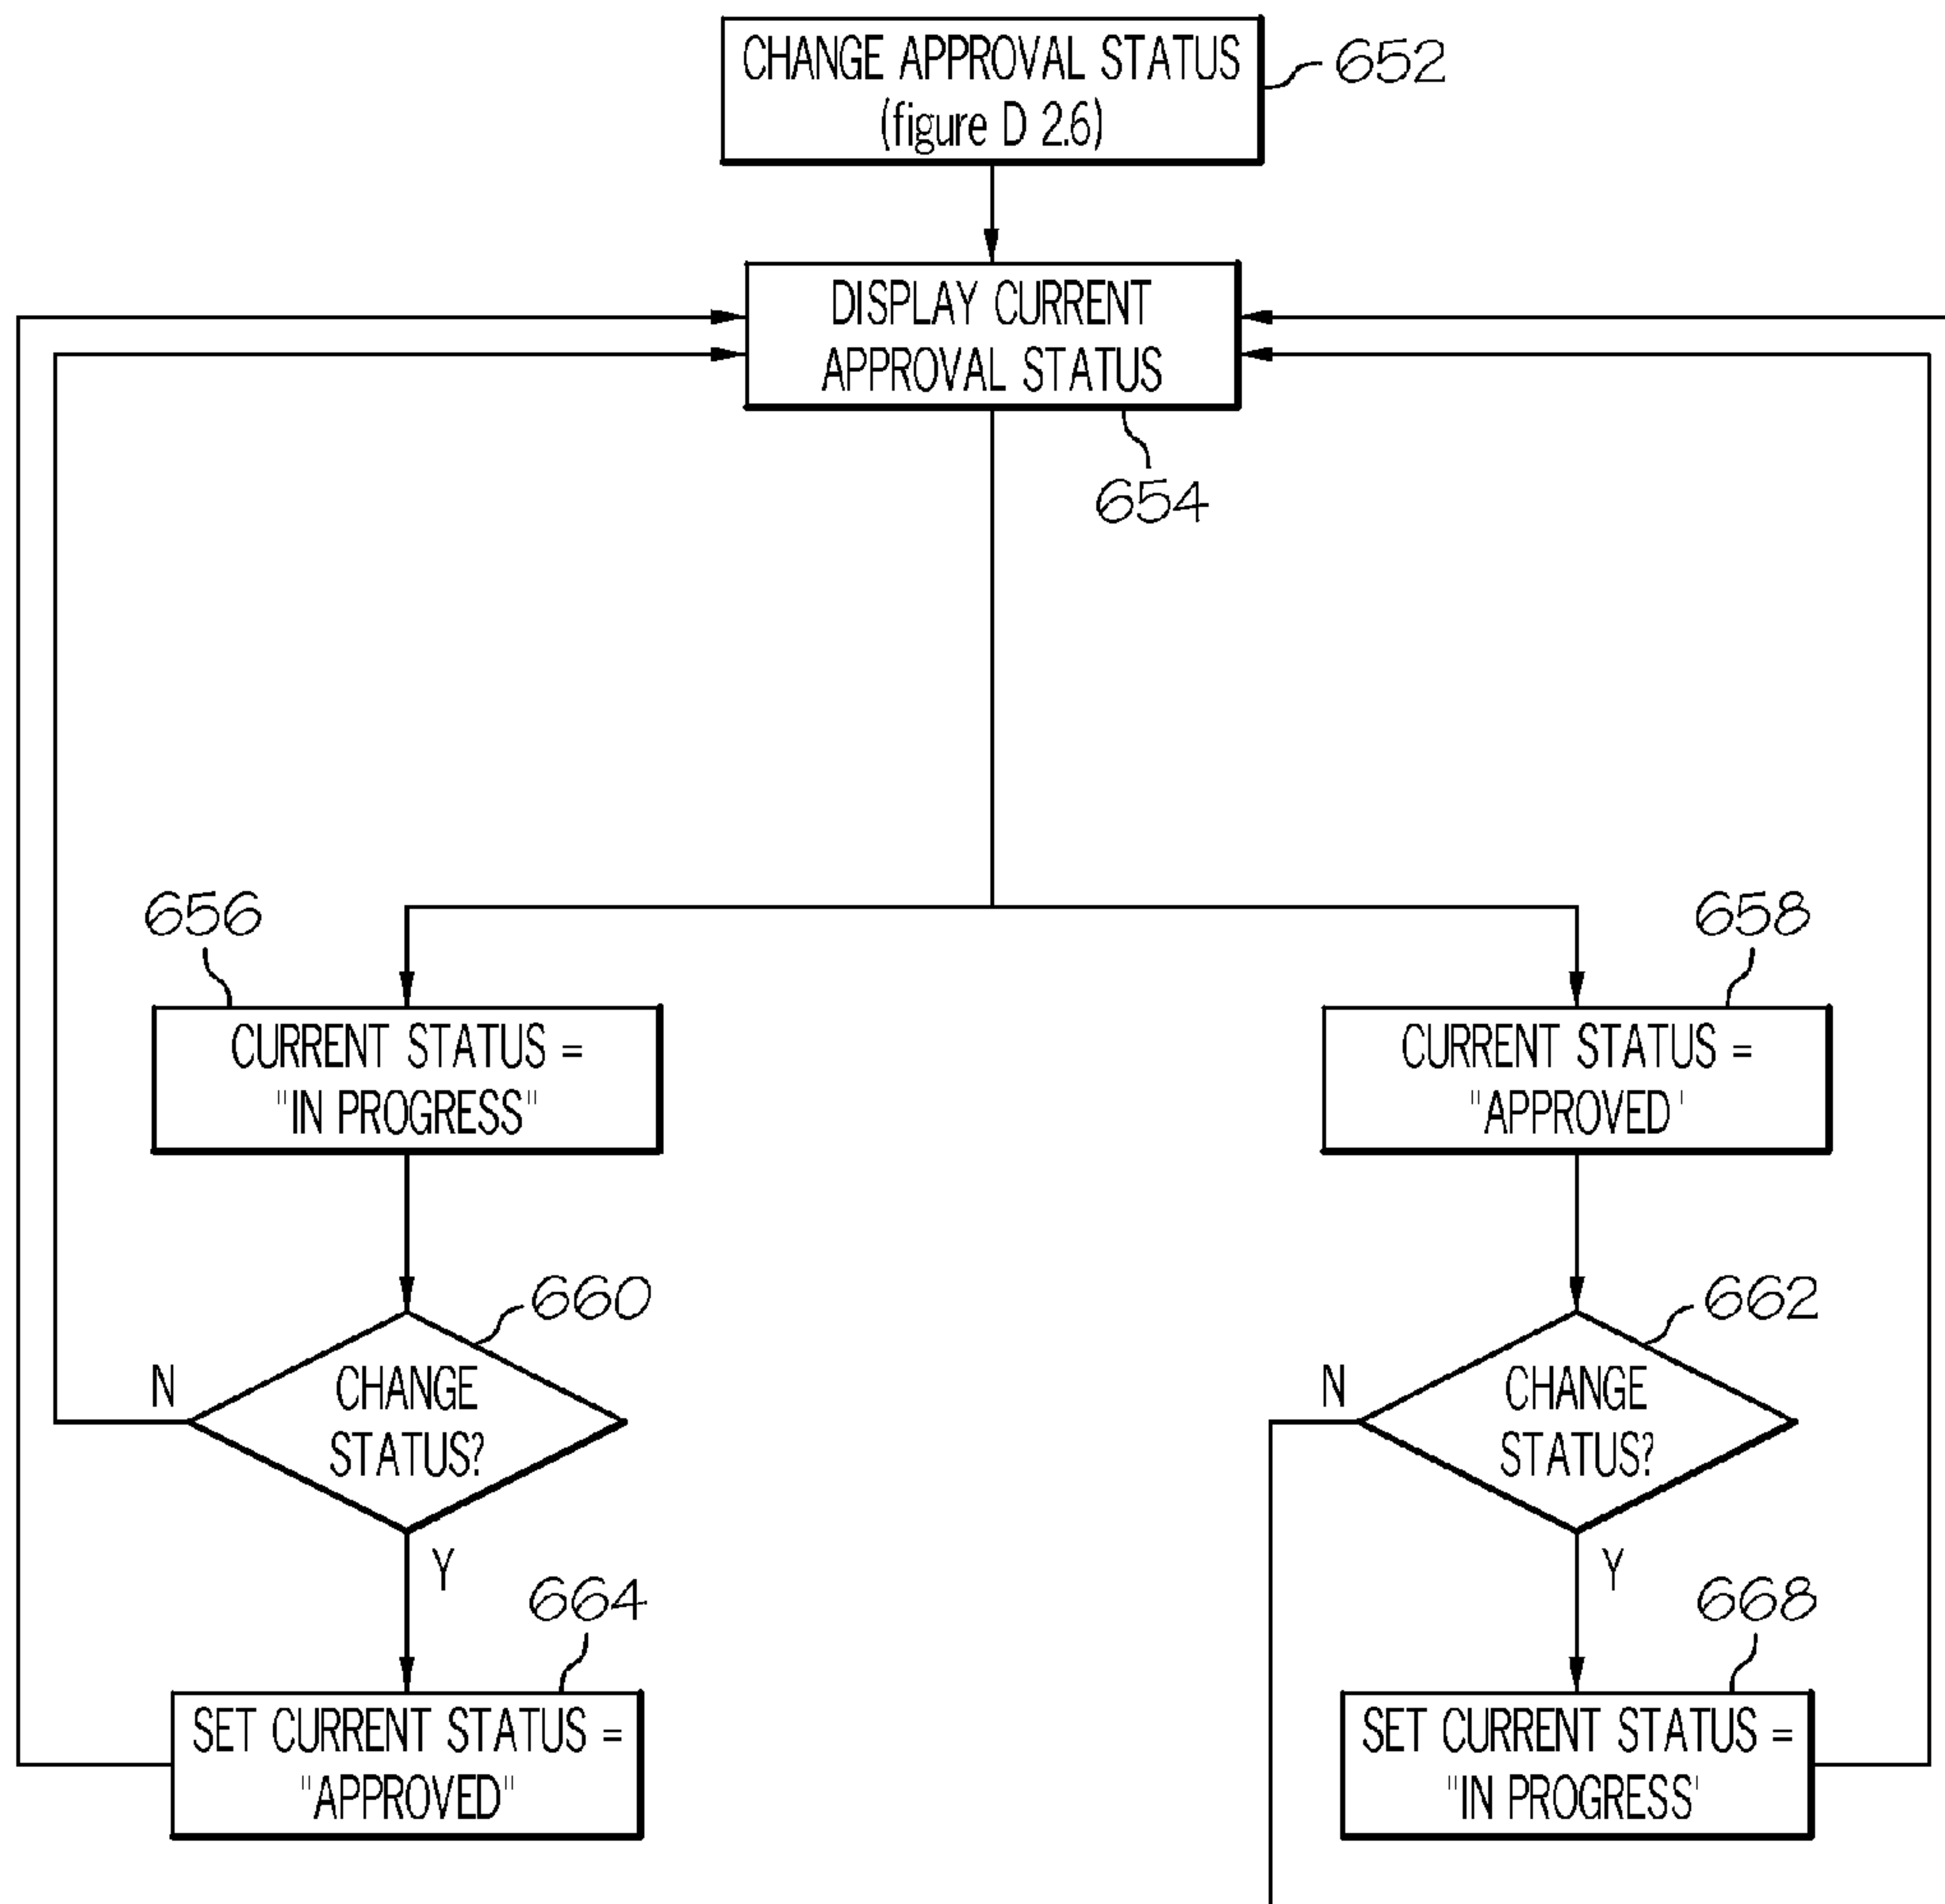 CHANGE APPROVAL STATUS
(figure D 2.6)
652
DISPLAY CURRENT
APPROVAL STATUS
654
656
658
CURRENT STATUS =
"IN PROGRESS"
CURRENT STATUS =
"APPROVED'
660
662
N
CHANGE
STATUS?
N
CHANGE
STATUS?
Y
Y
664
668
SET CURRENT STATUS =
"APPROVED"
SET CURRENT STATUS =
"IN PROGRESS'